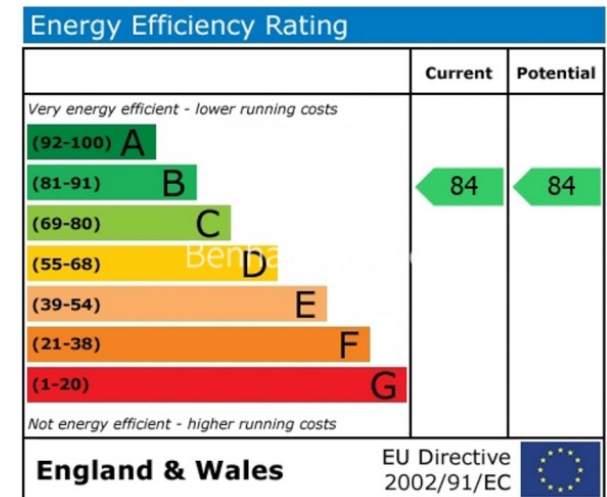 Energy Efficiency Rating
Current Potential
Very energy efficient - lower running costs
(92-100) A
(81-91) B 84 84
(69-80) C
(55-68) D
(39-54) E
(21-38) F
(1-20) G
Not energy efficient - higher running costs
England & Wales
EU Directive
2002/91/EC